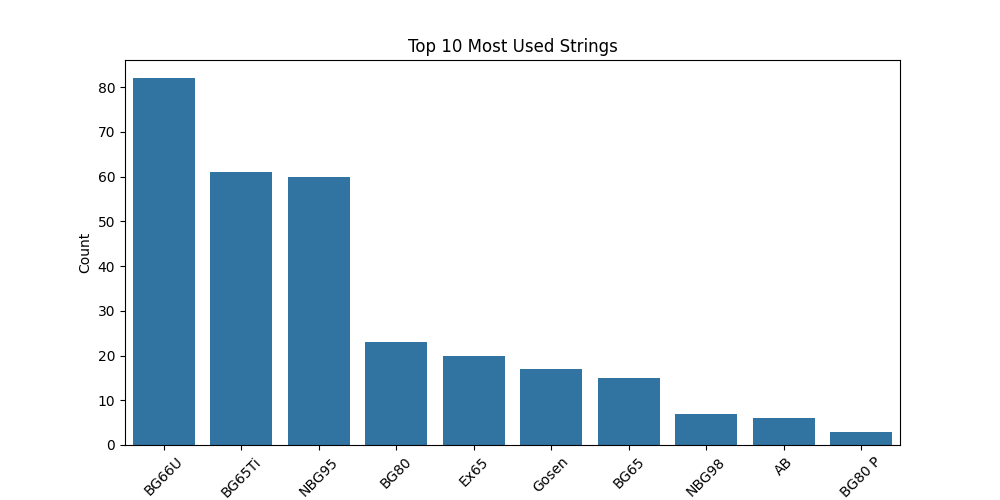 Top 10 Most Used Strings
80
70
60
50
40
30
20
10
0
Count
BG66U
BG65Ti
NBG95
BG80
Ex65
Gosen
BG65
NBG98
AB
BG80 P